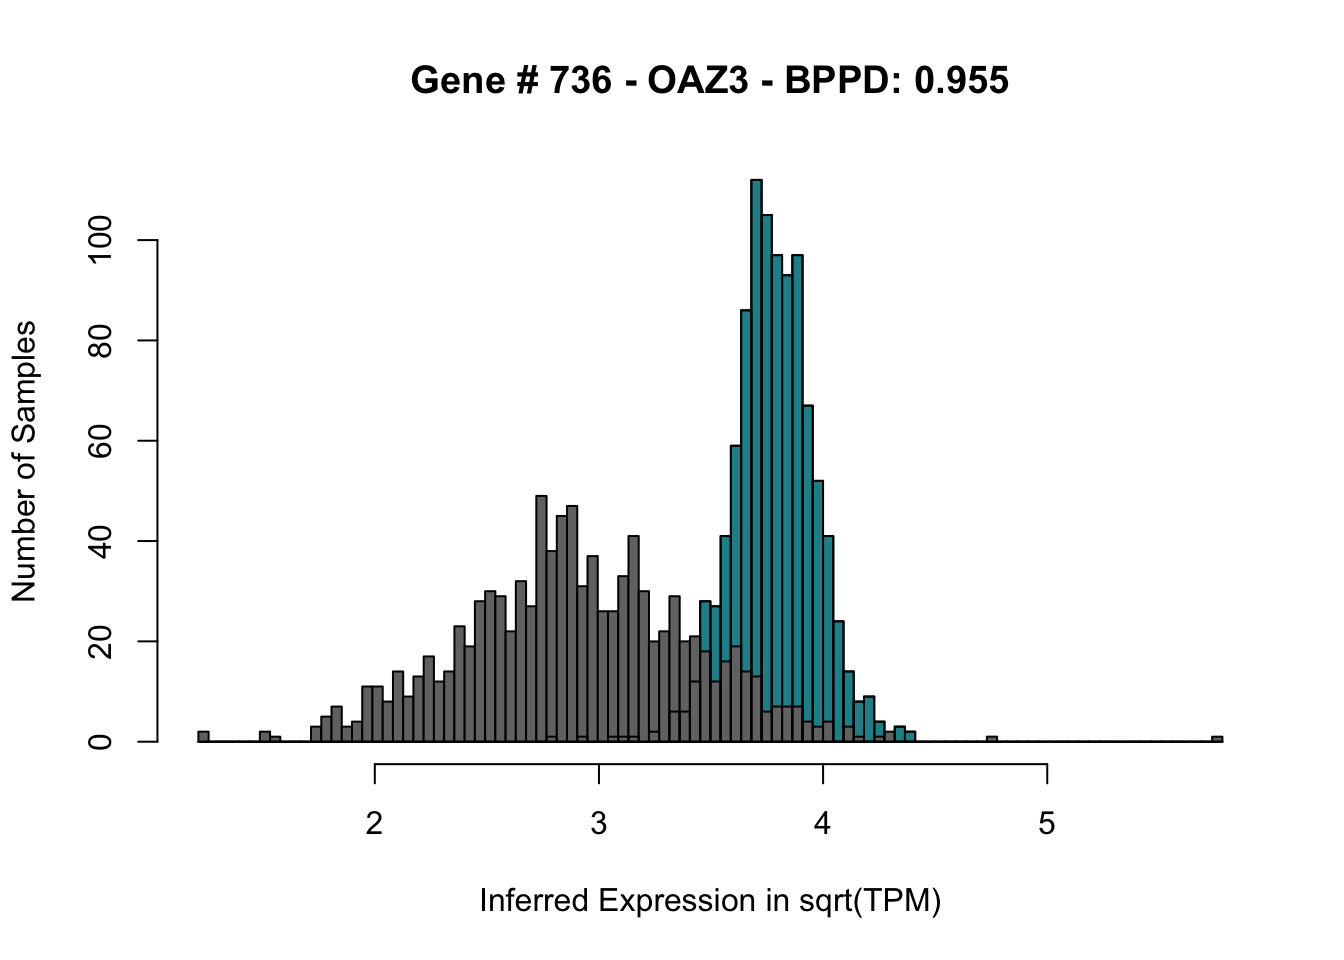 Gene # 736 - OAZ3 - BPPD: 0.955
Number of Samples
100
80
60
40
20
0
2 3 4 5
Inferred Expression in sqrt(TPM)